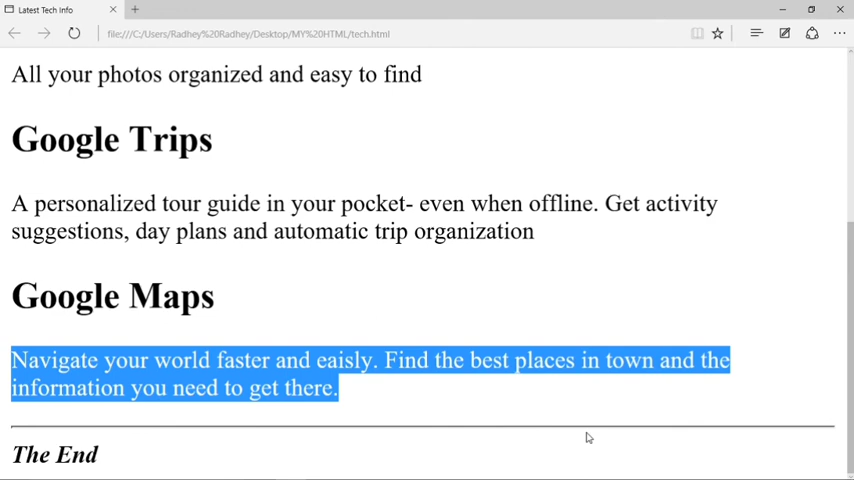 Latest Tech Info
file:///C:/Users/Radhey%20Radhey/Desktop/MY%20HTML/tech.html
All your photos organized and easy to find
Google Trips
A personalized tour guide in your pocket- even when offline. Get activity
suggestions, day plans and automatic trip organization
Google Maps
Navigate your world faster and eaisly. Find the best places in town and the
information you need to get there.
The End